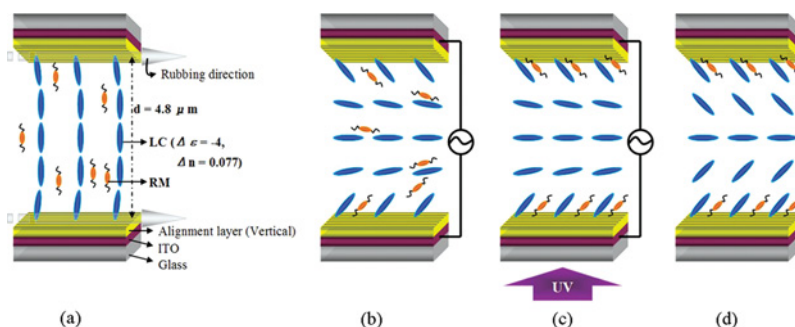 Rubbing direction
d = 4.8 μ m
LC ( Δ ε = -4,
Δ n = 0.077)
RM
Alignment layer (Vertical)
ITO
Glass
UV
(a)
(b)
(c)
(d)